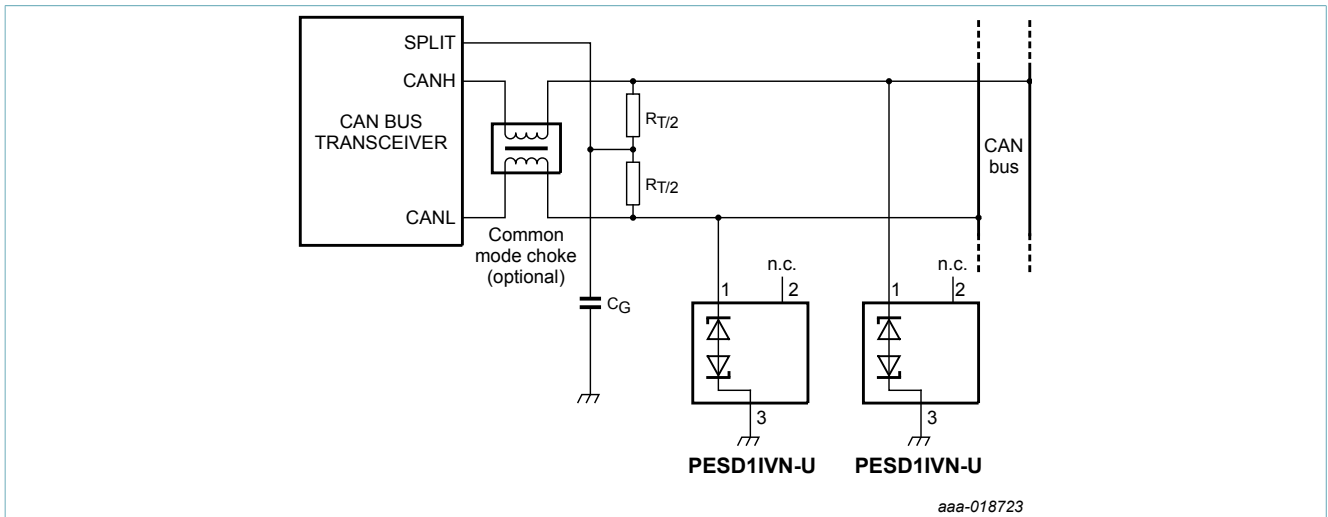 SPLIT
CANH
CAN BUS
TRANSCEIVER
CANL
Common
mode choke
(optional)
RT/2
RT/2
CG
CAN
bus
n.c.
1
2
3
PESD1IVN-U
n.c.
1
2
3
PESD1IVN-U
aaa-018723